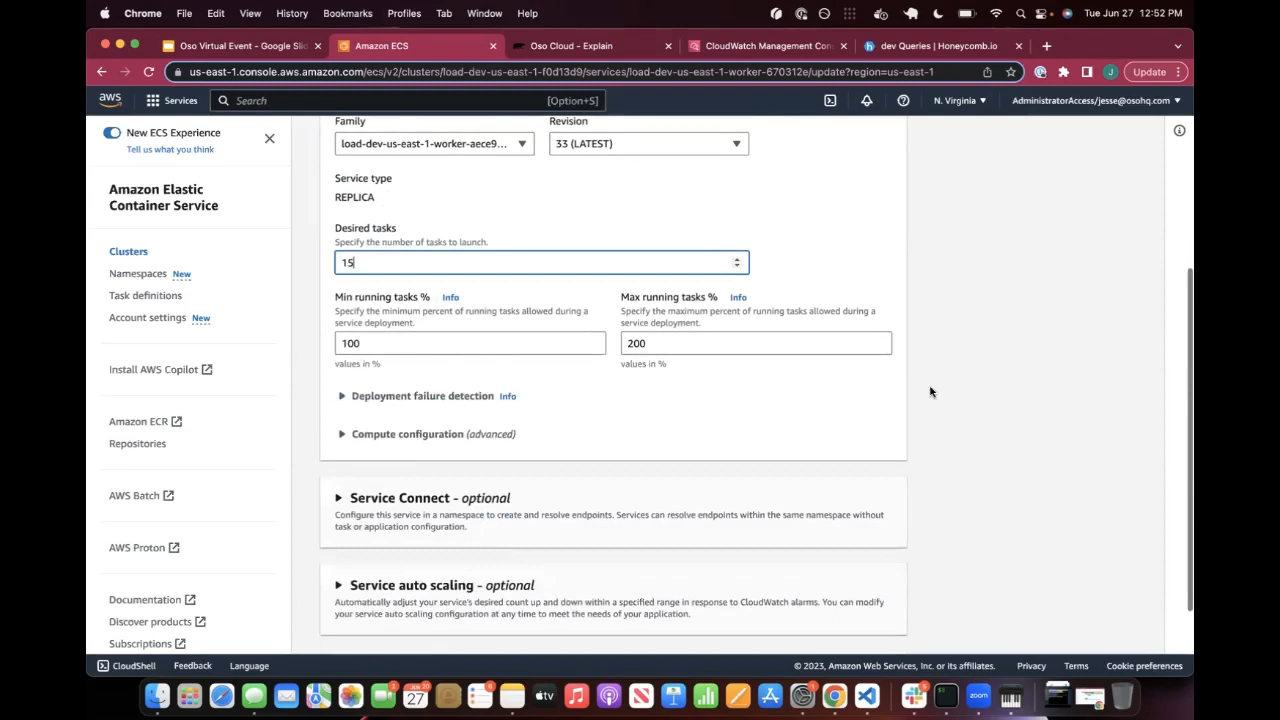 Chrome File Edit View History Bookmarks Profiles Tab Window Help Tue Jun 27 12:52 PM
Oso Virtual Event - Google Slid Amazon ECS Oso Cloud - Explain CloudWatch Management Con dev Queries | Honeycomb.io
us-east-1.console.aws.amazon.com/ecs/v2/clusters/load-dev-us-east-1-f0d13d9/services/load-dev-us-east-1-worker-670312e/update?region=us-east-1 J Update
aws Services Search [Option+S] N. Virginia AdministratorAccess/jesse@osohq.com
New ECS Experience
Tell us what you think
Amazon Elastic
Container Service
Clusters
Namespaces New
Task definitions
Account settings New
Install AWS Copilot
Amazon ECR
Repositories
AWS Batch
AWS Proton
Documentation
Discover products
Subscriptions
Family Revision
load-dev-us-east-1-worker-aece9... 33 (LATEST)
Service type
REPLICA
Desired tasks
Specify the number of tasks to launch.
15
Min running tasks % Info Max running tasks % Info
Specify the minimum percent of running tasks allowed during a Specify the maximum percent of running tasks allowed during a
service deployment. service deployment.
100 200
values in % values in %
Deployment failure detection Info
Compute configuration (advanced)
Service Connect - optional
Configure this service in a namespace to create and resolve endpoints. Services can resolve endpoints within the same namespace without
task or application configuration.
Service auto scaling - optional
Automatically adjust your service's desired count up and down within a specified range in response to CloudWatch alarms. You can modify
your service auto scaling configuration at any time to meet the needs of your application.
CloudShell Feedback Language © 2023, Amazon Web Services, Inc. or its affiliates. Privacy Terms Cookie preferences
27 tv zoom